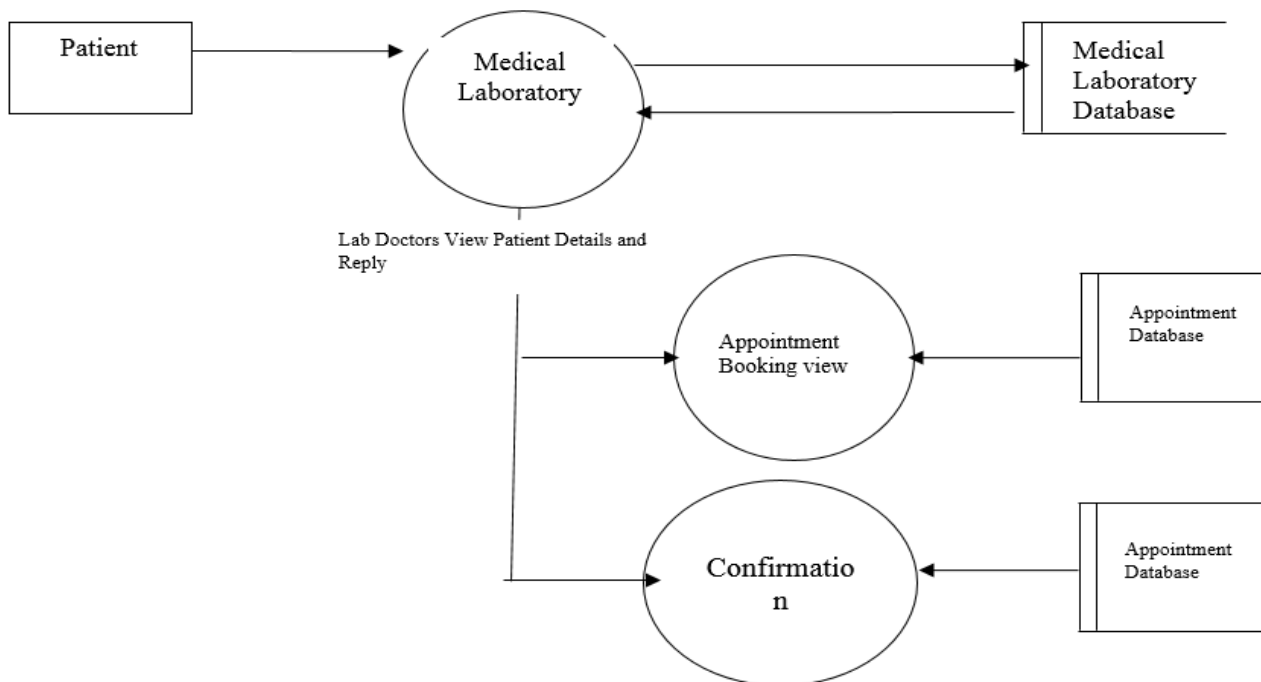 Patient
Medical
Laboratory
Medical
Laboratory
Database
Lab Doctors View Patient Details and
Reply
Appointment
Booking view
Appointment
Database
Confirmatio
n
Appointment
Database